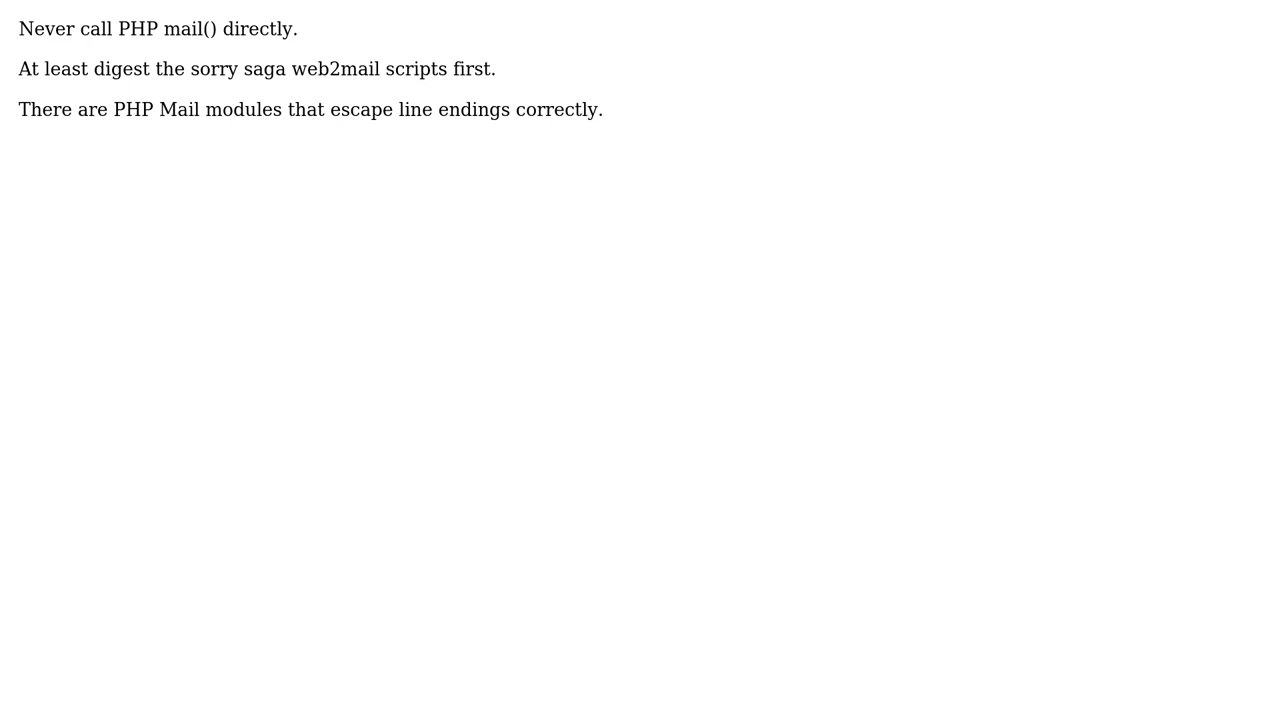 Never call PHP mail() directly.
At least digest the sorry saga web2mail scripts first.
There are PHP Mail modules that escape line endings correctly.